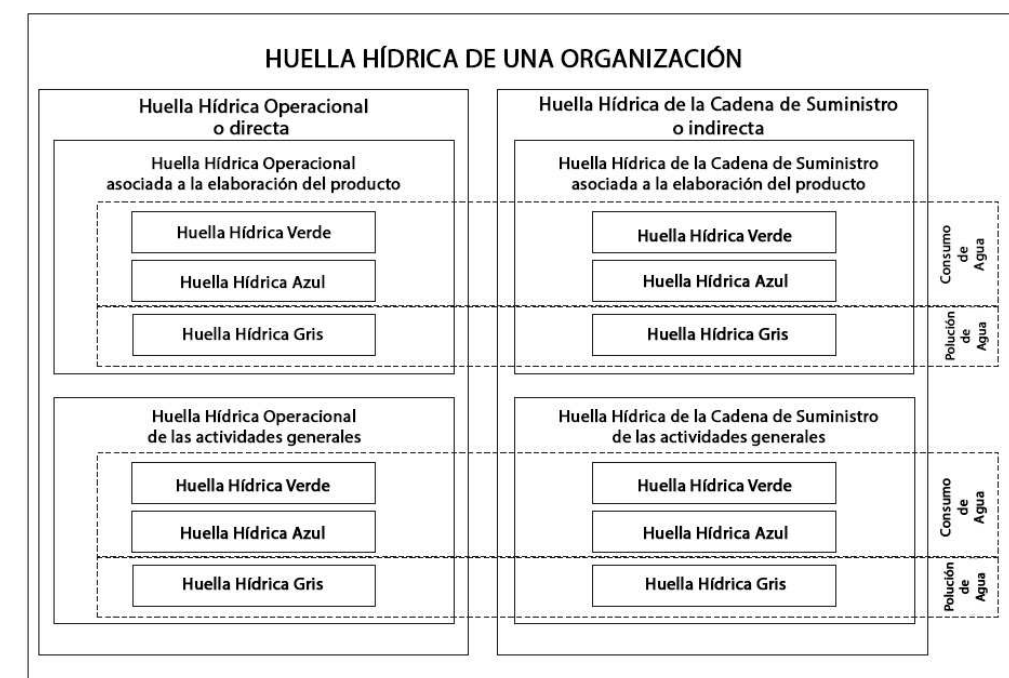 HUELLA HÍDRICA DE UNA ORGANIZACIÓN
Huella Hídrica Operacional
o directa
Huella Hídrica Operacional
asociada a la elaboración del producto
Huella Hídrica Verde
Huella Hídrica Azul
Huella Hídrica Gris
Huella Hídrica Operacional
de las actividades generales
Huella Hídrica Verde
Huella Hídrica Azul
Huella Hídrica Gris
Huella Hídrica de la Cadena de Suministro
o indirecta
Huella Hídrica de la Cadena de Suministro
asociada a la elaboración del producto
Huella Hídrica Verde
Huella Hídrica Azul
Huella Hídrica Gris
Huella Hídrica de la Cadena de Suministro
de las actividades generales
Huella Hídrica Verde
Huella Hídrica Azul
Huella Hídrica Gris
Consumo
de
Agua
Polución
de
Agua
Consumo
de
Agua
Polución
de
Agua